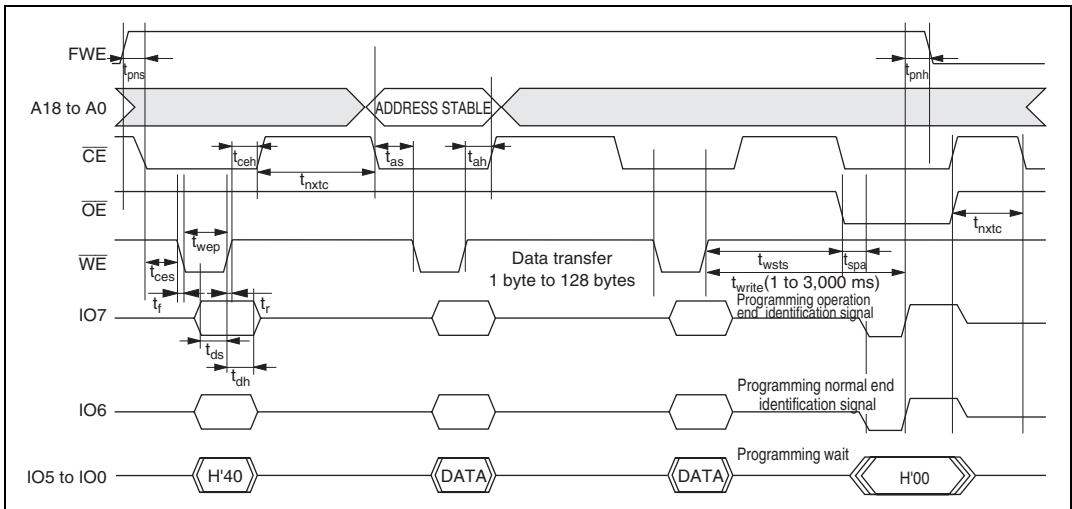 FWE
tpns
tpnh
A18 to A0
ADDRESS STABLE
CE
tceh
tas
tah
tnxtc
OE
twep
tnxtc
WE
tces
Data transfer
1 byte to 128 bytes
twsts
tspa
twrite(1 to 3,000 ms)
tf
tr
IO7
Programming operation
end identification signal
tds
tdh
IO6
Programming normal end
identification signal
IO5 to IO0
H'40
DATA
DATA
Programming wait
H'00